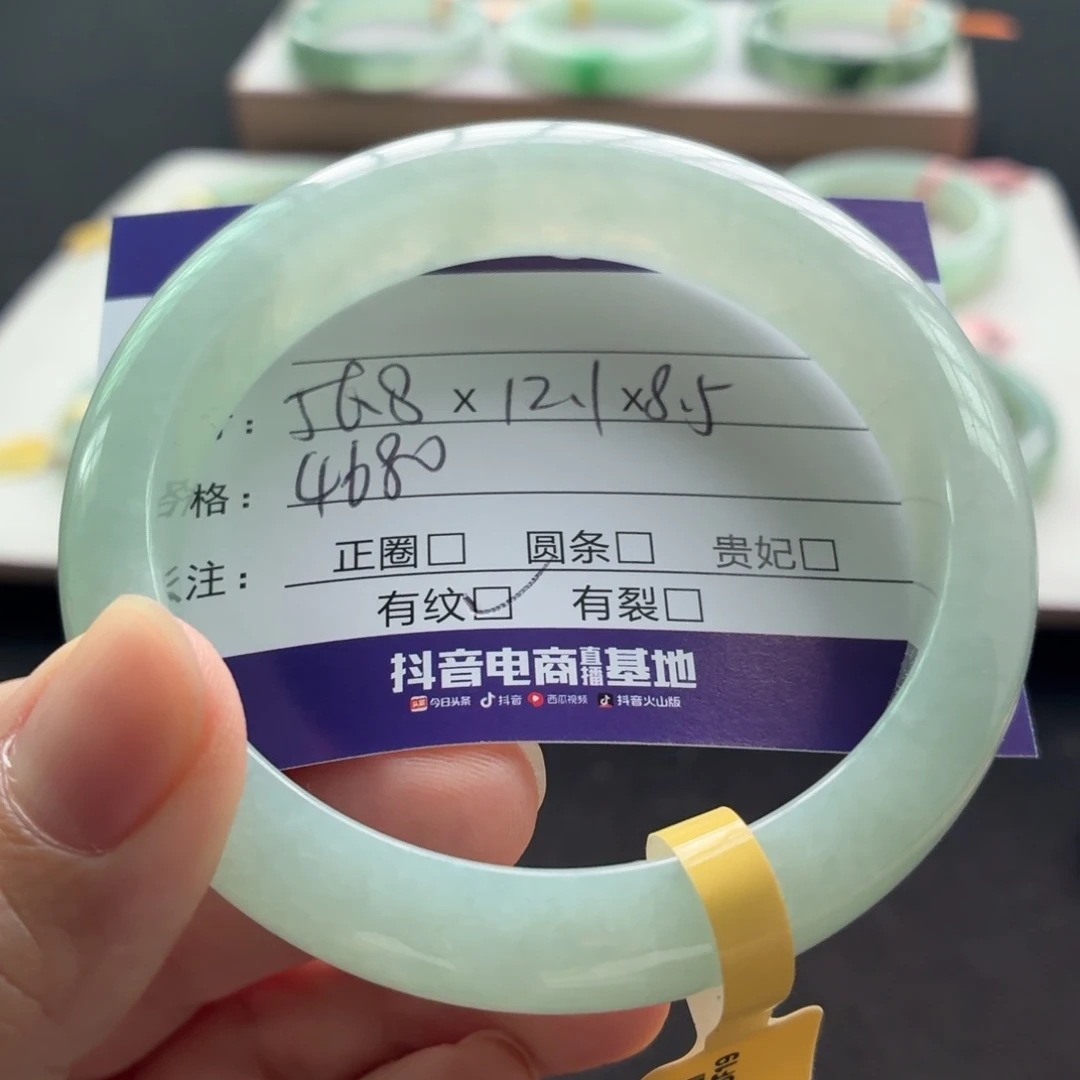 56.8 x 12.1 x 8.5
格： 4680
注： 正圈□ 圆条□ 贵妃□
有纹□ 有裂□
抖音电商直播基地
头条 今日头条 抖音 西瓜视频 抖音火山版